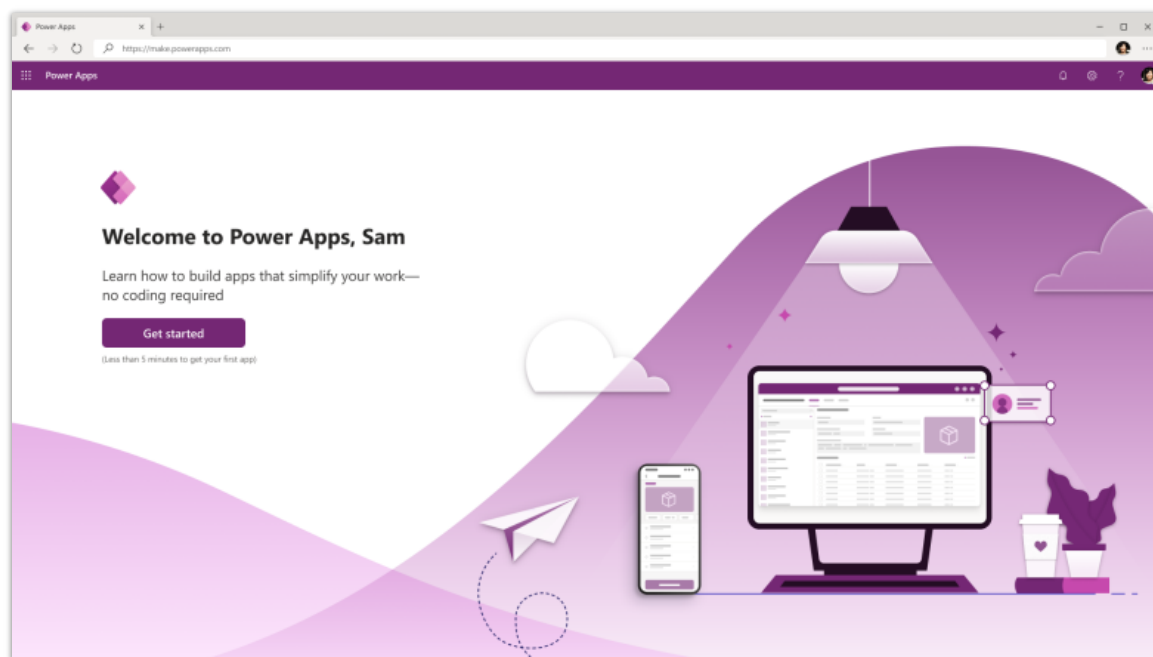 Power Apps
https://make.powerapps.com
Power Apps
Welcome to Power Apps, Sam
Learn how to build apps that simplify your work—
no coding required
Get started
(Less than 5 minutes to get your first app)